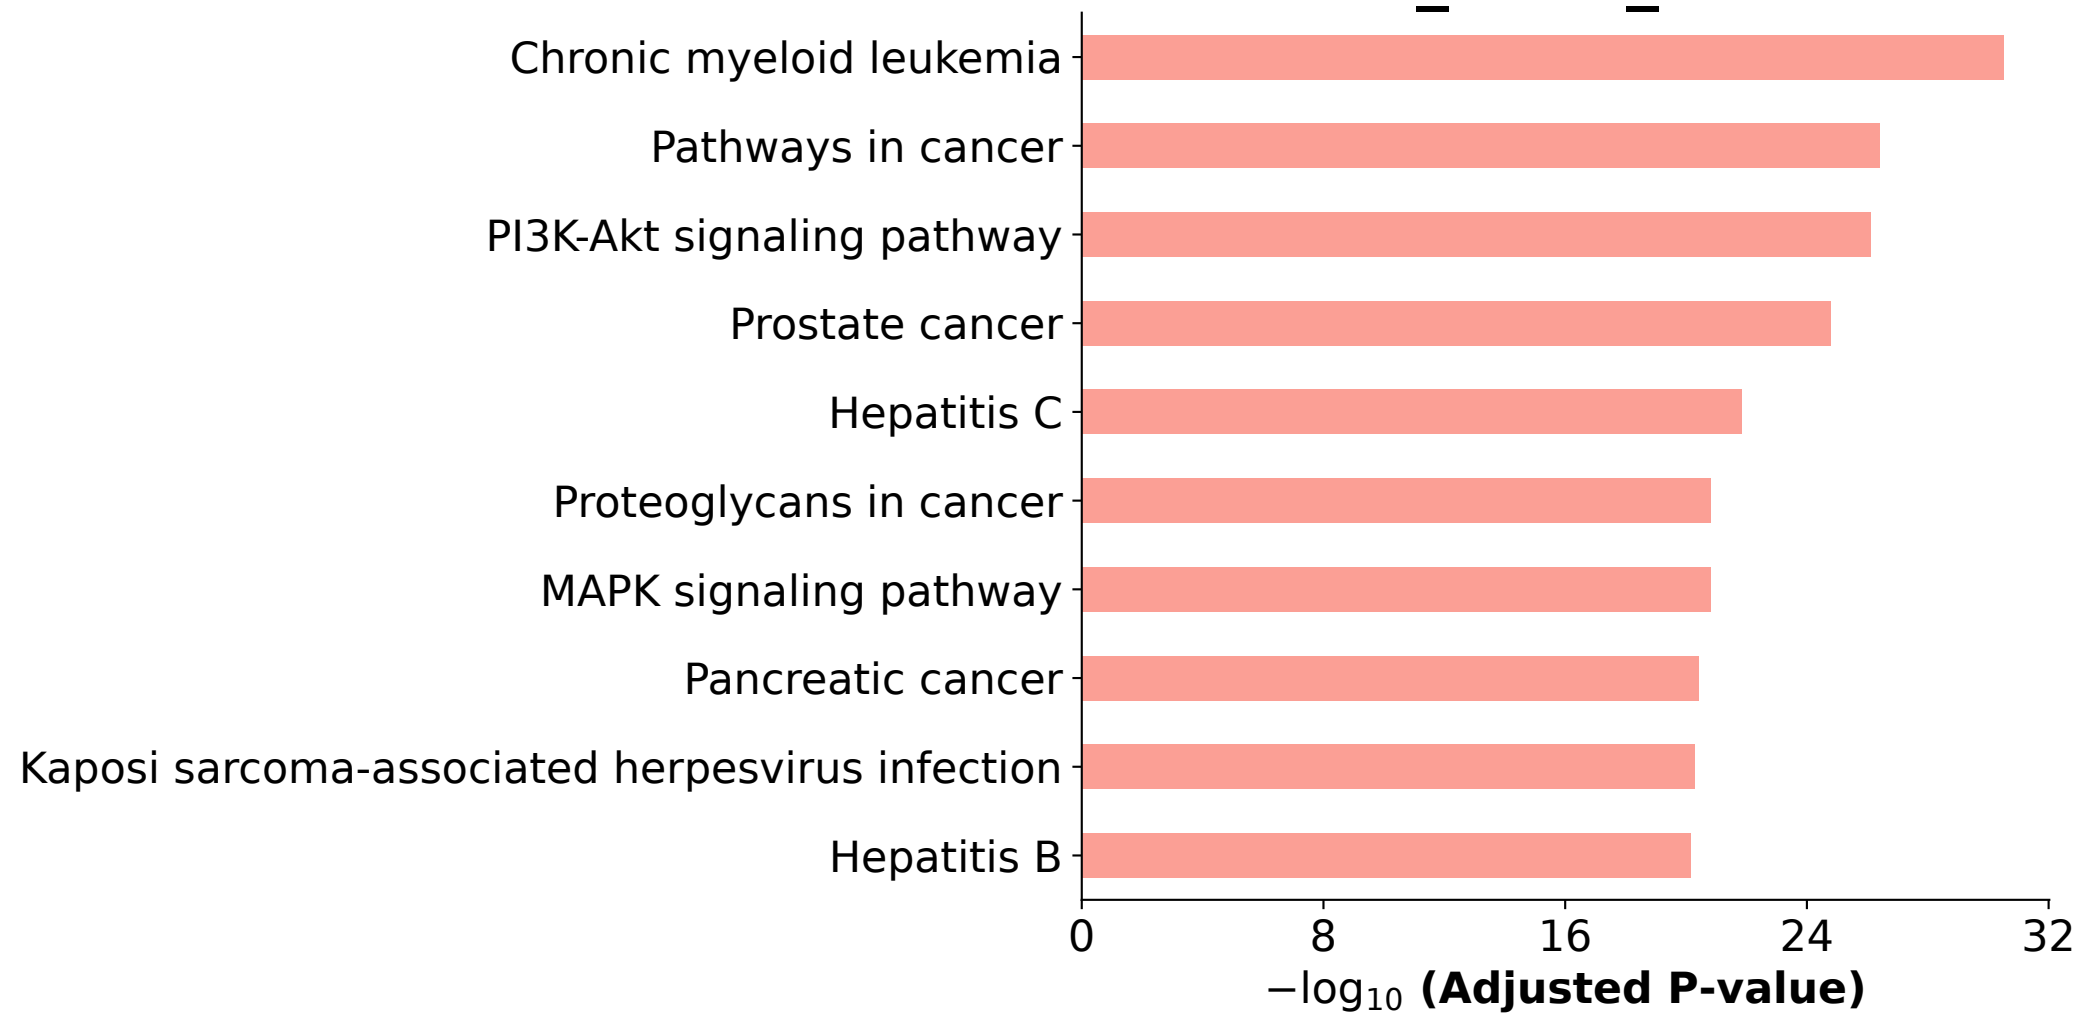 Chronic myeloid leukemia
Pathways in cancer
PI3K-Akt signaling pathway
Prostate cancer
Hepatitis C
Proteoglycans in cancer
MAPK signaling pathway
Pancreatic cancer
Kaposi sarcoma-associated herpesvirus infection
Hepatitis B
0 8 16 24 32
−log₁₀ (Adjusted P-value)